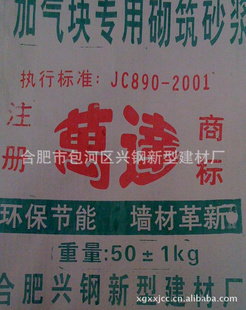 加气块专用砌筑砂浆
执行标准：JC890-2001
注册 萬達 商标
合肥市包河区兴钢新型建材厂
环保节能 墙材革新
重量：50±1kg
合肥兴钢新型建材厂
xgxxjcc.cn.alibaba.com